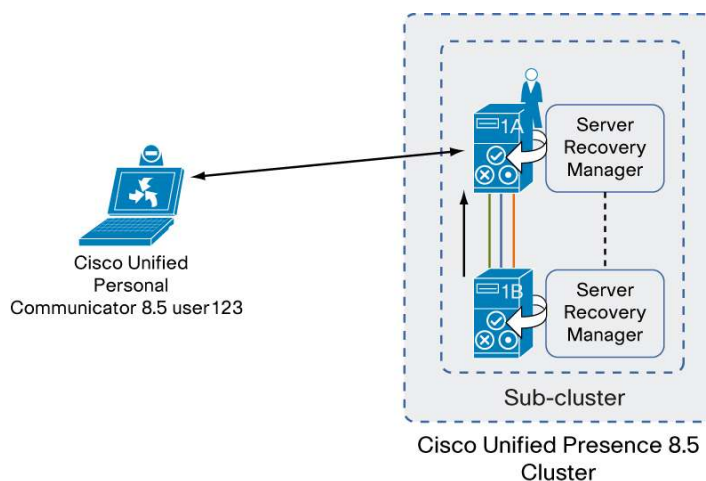 1A
Server
Recovery
Manager
Cisco Unified
Personal
Communicator 8.5 user123
1B
Server
Recovery
Manager
Sub-cluster
Cisco Unified Presence 8.5
Cluster